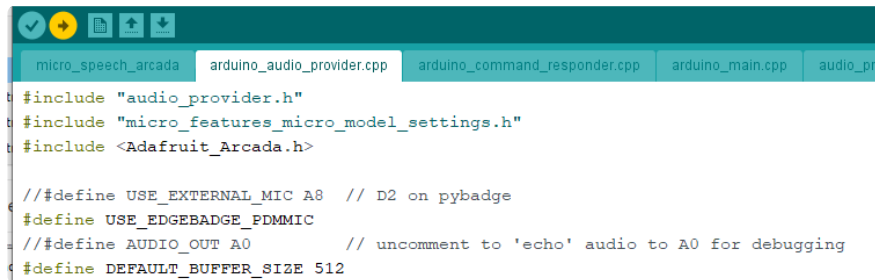 micro_speech_arcada arduino_audio_provider.cpp arduino_command_responder.cpp arduino_main.cpp audio_pr
#include "audio_provider.h"
#include "micro_features_micro_model_settings.h"
#include <Adafruit_Arcada.h>
//#define USE_EXTERNAL_MIC A8 // D2 on pybadge
#define USE_EDGEBADGE_PDMMIC
//#define AUDIO_OUT A0 // uncomment to 'echo' audio to A0 for debugging
#define DEFAULT_BUFFER_SIZE 512